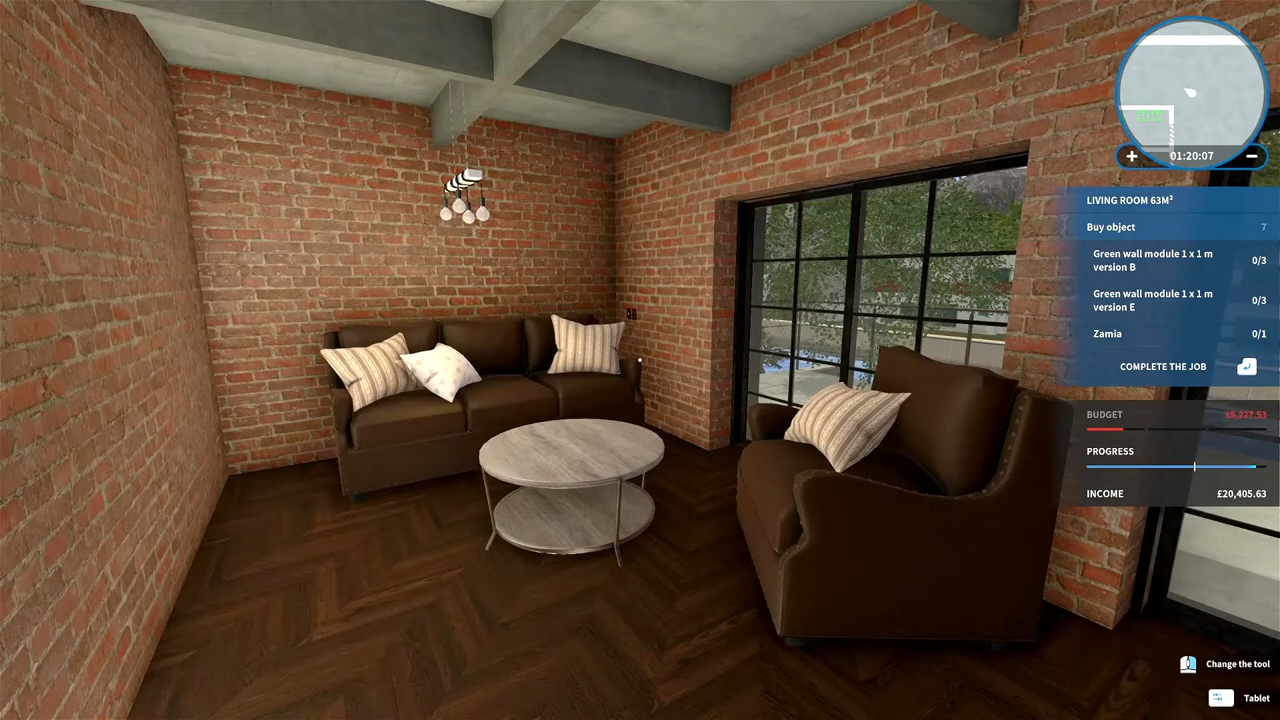 01:20:07
LIVING ROOM 63M²
Buy object 7
Green wall module 1 x 1 m
version B
0/3
Green wall module 1 x 1 m
version E
0/3
Zamia 0/1
COMPLETE THE JOB
BUDGET £5,227.53
PROGRESS
INCOME £20,405.63
Change the tool
Tablet